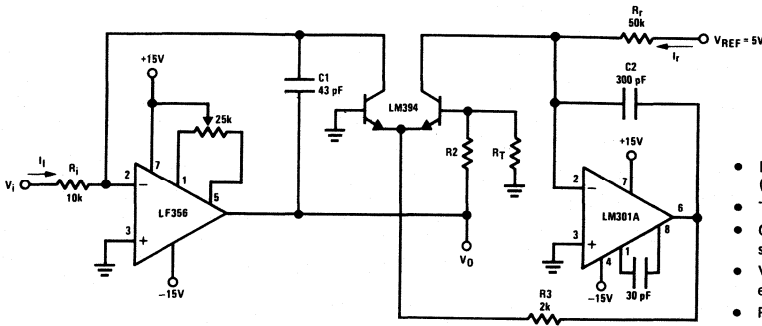 +15V
C1
43 pF
LM394
Rr
50k
VREF = 5V
Ir
C2
300 pF
25k
Ii
Ri
10k
Vi
2
7
1
5
3
LF356
−15V
R2
RT
VO
+15V
2
7
6
LM301A
3
4
1
8
−15V
30 pF
R3
2k